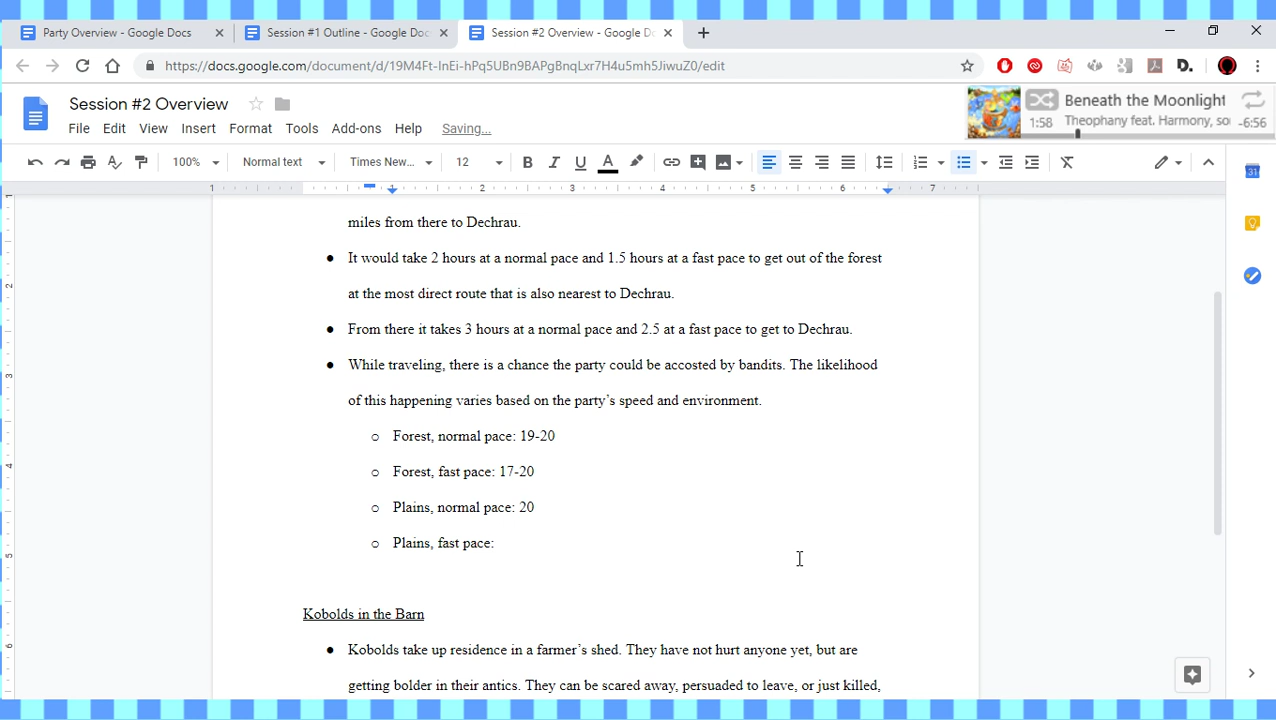 Party Overview - Google Docs
Session #1 Outline - Google Doc
Session #2 Overview - Google D
https://docs.google.com/document/d/19M4Ft-InEi-hPq5UBn9BAPgBnqLxr7H4u5mh5JiwuZ0/edit
D.
Session #2 Overview
File Edit View Insert Format Tools Add-ons Help Saving...
Beneath the Moonlight
1:58 Theophany feat. Harmony, so -6:56
100% Normal text Times New... 12 B I U A
31
1 1 2 3 4 5 6 7
miles from there to Dechrau.
● It would take 2 hours at a normal pace and 1.5 hours at a fast pace to get out of the forest
at the most direct route that is also nearest to Dechrau.
● From there it takes 3 hours at a normal pace and 2.5 at a fast pace to get to Dechrau.
● While traveling, there is a chance the party could be accosted by bandits. The likelihood
of this happening varies based on the party's speed and environment.
○ Forest, normal pace: 19-20
○ Forest, fast pace: 17-20
○ Plains, normal pace: 20
○ Plains, fast pace:
Kobolds in the Barn
● Kobolds take up residence in a farmer's shed. They have not hurt anyone yet, but are
getting bolder in their antics. They can be scared away, persuaded to leave, or just killed,